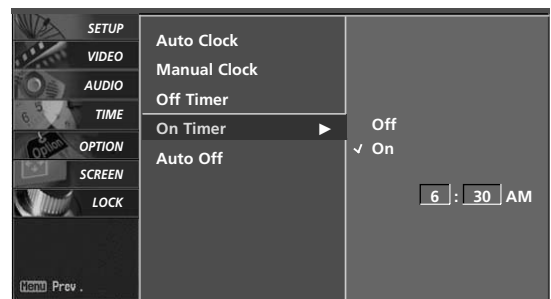 SETUP
VIDEO
AUDIO
TIME
OPTION
SCREEN
LOCK
Menu Prev.
Auto Clock
Manual Clock
Off Timer
On Timer ▶
Auto Off
Off
✓ On
6 : 30 AM